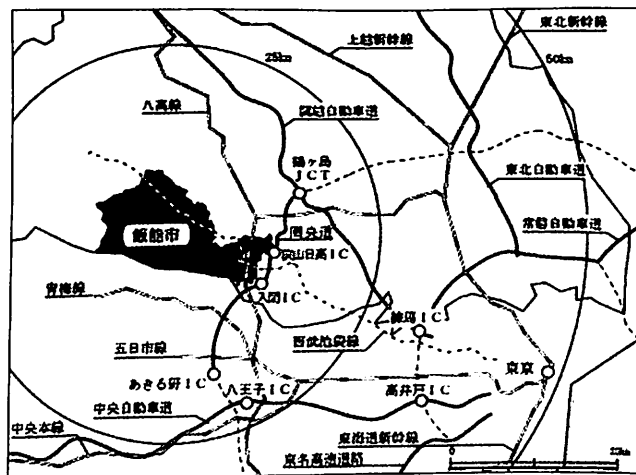 東北新幹線
上越新幹線
25km
50km
八高線
関越自動車道
鶴ヶ島
JCT
東北自動車道
常磐自動車道
飯能市
圏央道
狭山日高IC
入間IC
青梅線
西武池袋線
練馬IC
五日市線
あきる野IC
八王子IC
高井戸IC
東京
中央自動車道
中央本線
東海道新幹線
東名高速道路
0